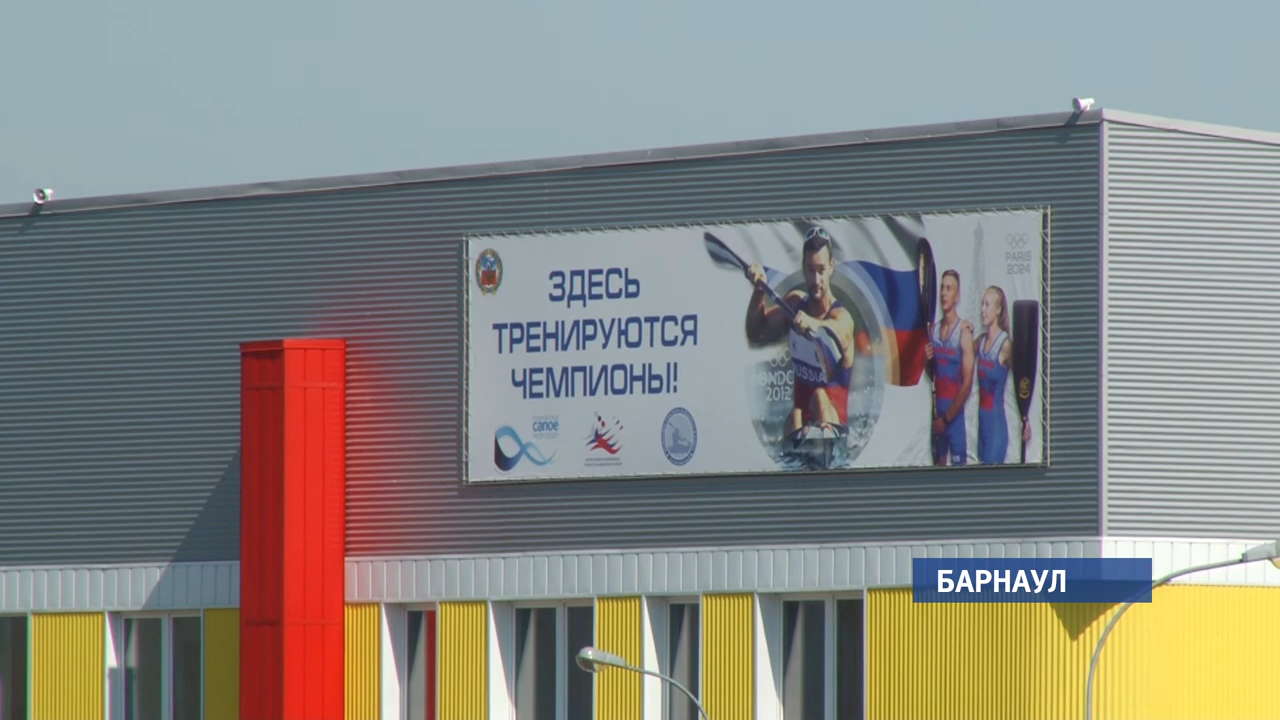 ЗДЕСЬ
ТРЕНИРУЮТСЯ
ЧЕМПИОНЫ!
canoe
PARIS
2024
2012
RUSSIA
БАРНАУЛ